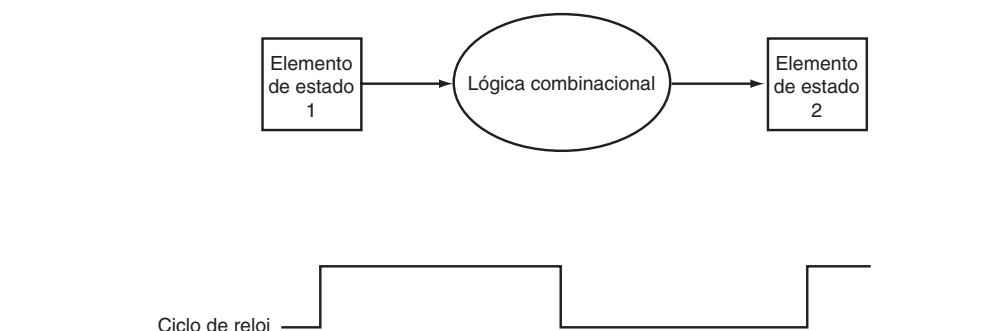 Elemento
de estado
1
Lógica combinacional
Elemento
de estado
2
Ciclo de reloj